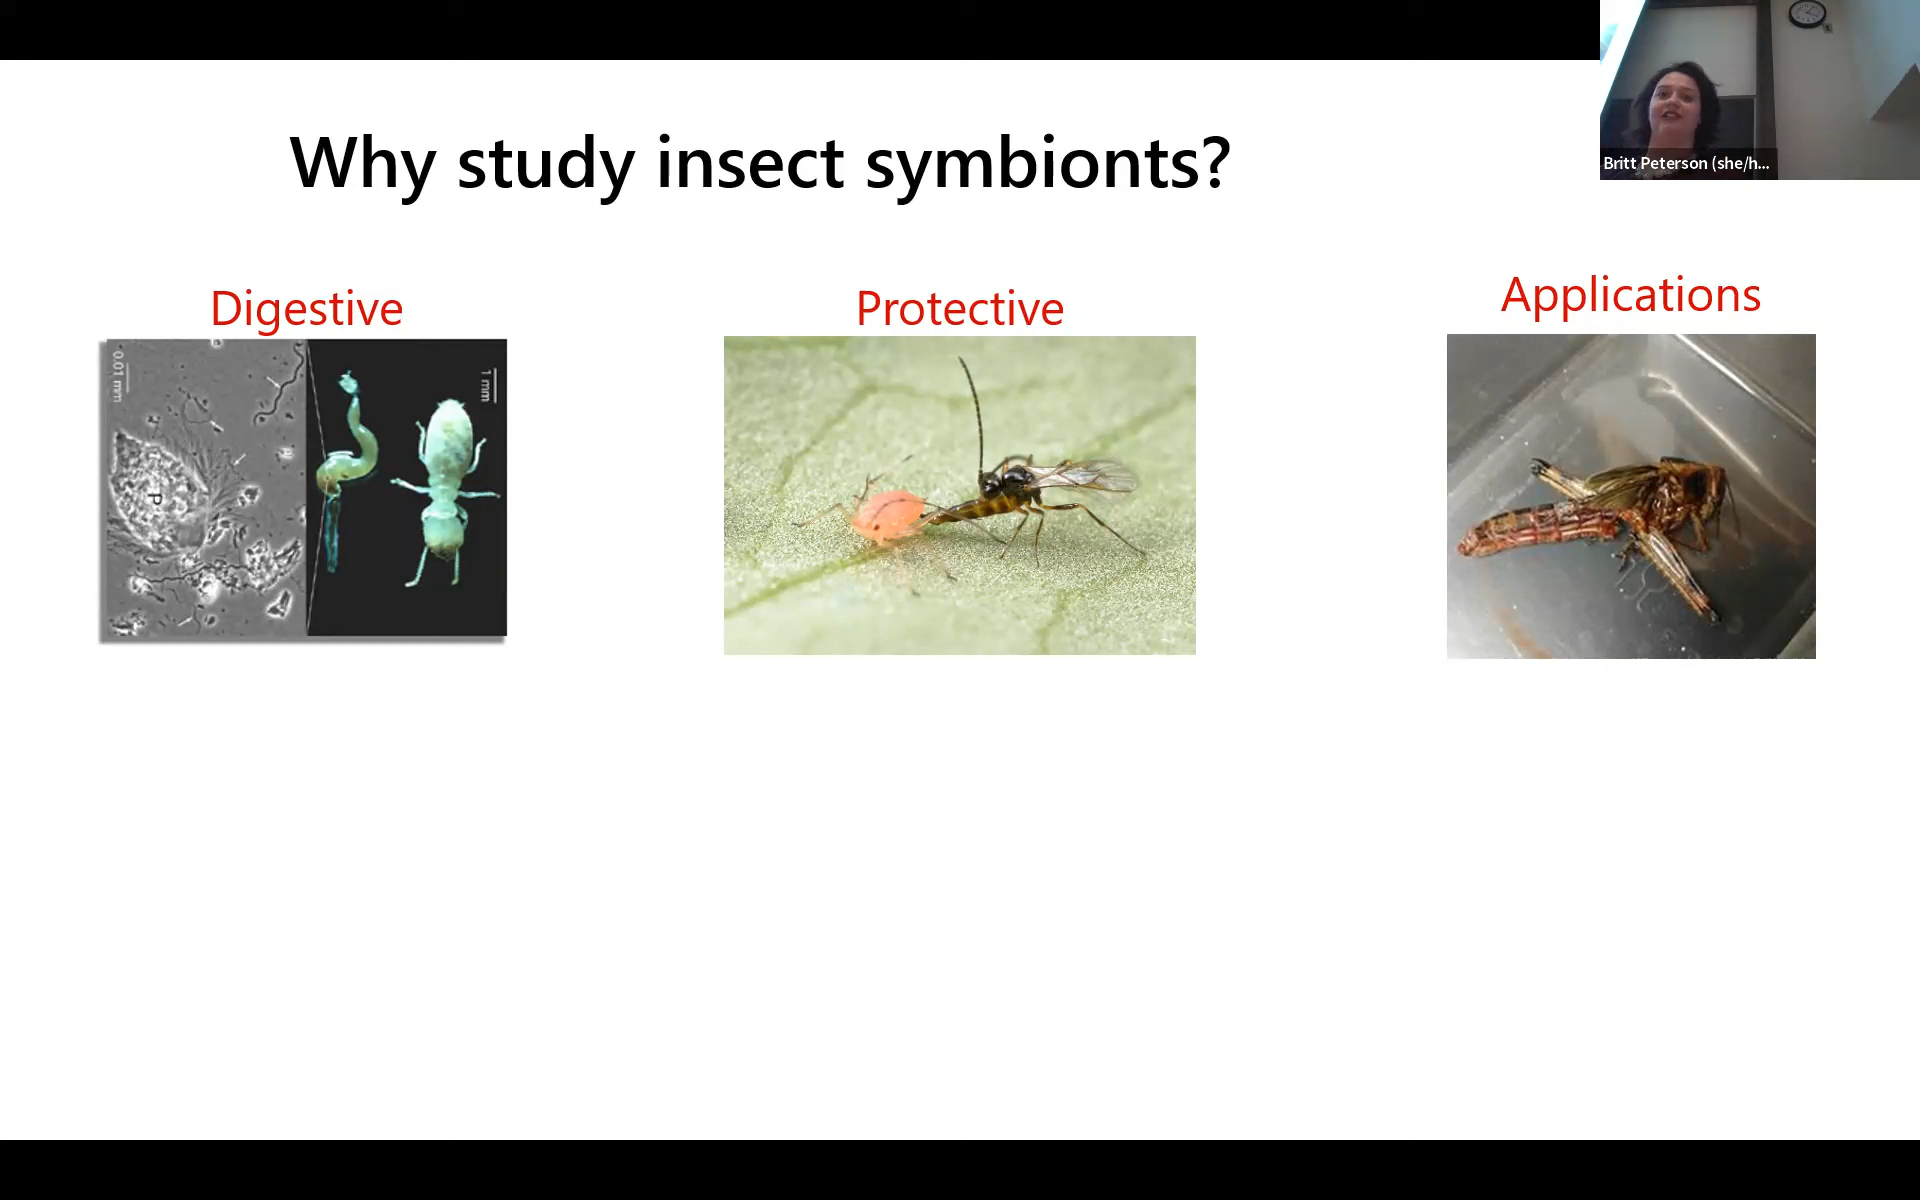 Why study insect symbionts?
Britt Peterson (she/h...
Digestive
Protective
Applications
0.01 mm
P
1 mm